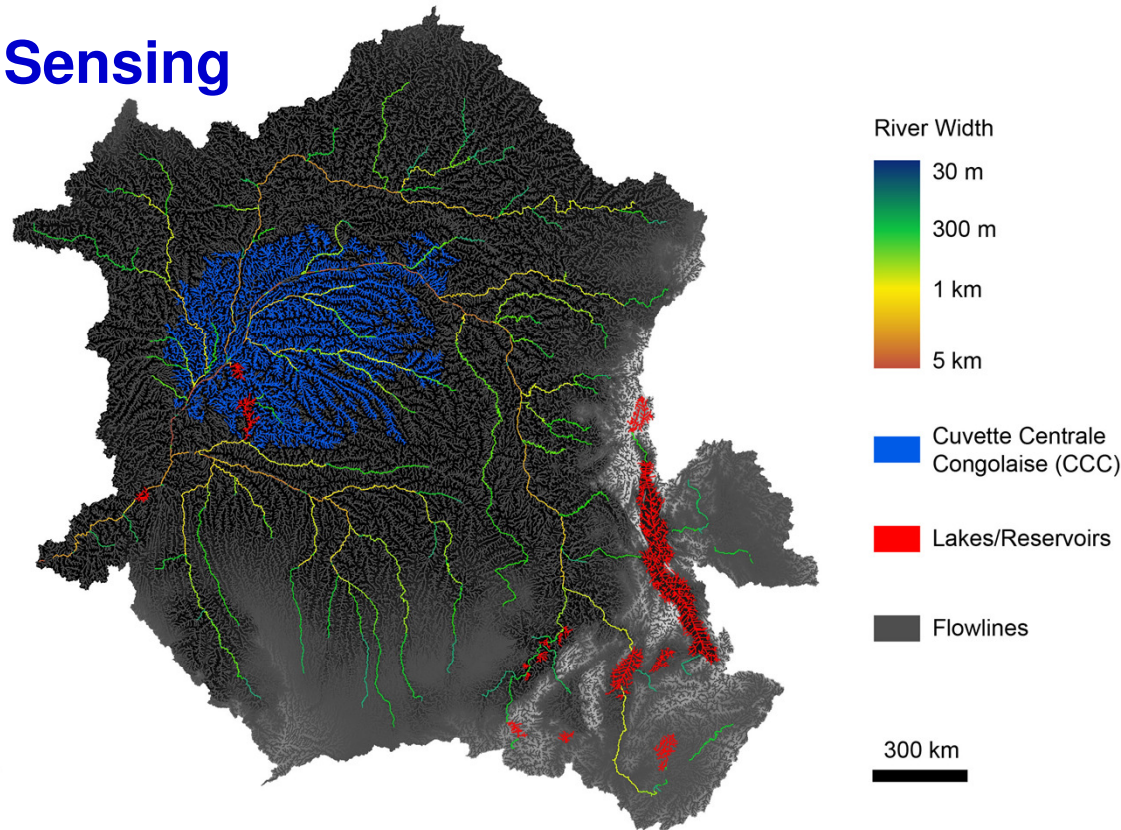 Sensing
River Width
30 m
300 m
1 km
5 km
Cuvette Centrale
Congolaise (CCC)
Lakes/Reservoirs
Flowlines
300 km